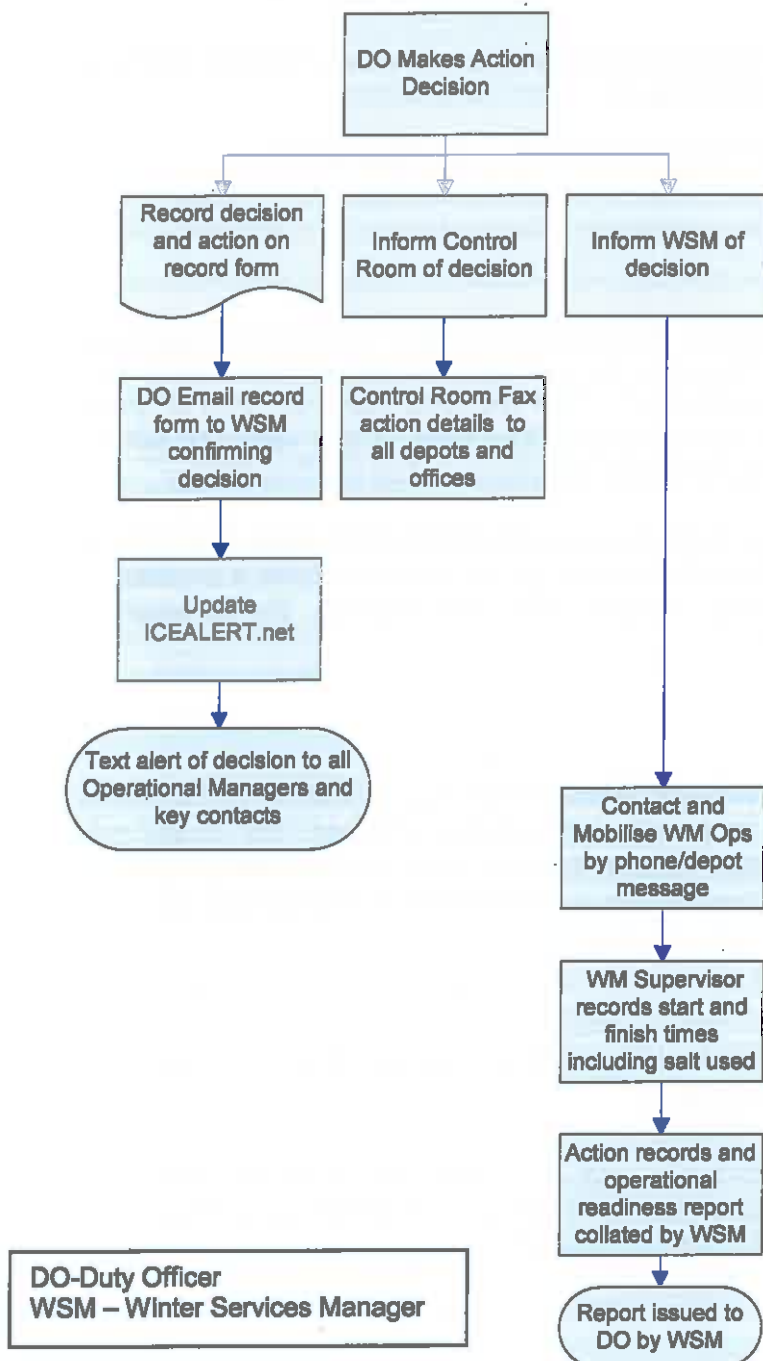 DO Makes Action
Decision
Record decision
and action on
record form
Inform Control
Room of decision
Inform WSM of
decision
DO Email record
form to WSM
confirming
decision
Control Room Fax
action details to
all depots and
offices
Update
ICEALERT.net
Text alert of decision to all
Operational Managers and
key contacts
Contact and
Mobilise WM Ops
by phone/depot
message
WM Supervisor
records start and
finish times
including salt used
Action records and
operational
readiness report
collated by WSM
Report issued to
DO by WSM
DO-Duty Officer
WSM – Winter Services Manager